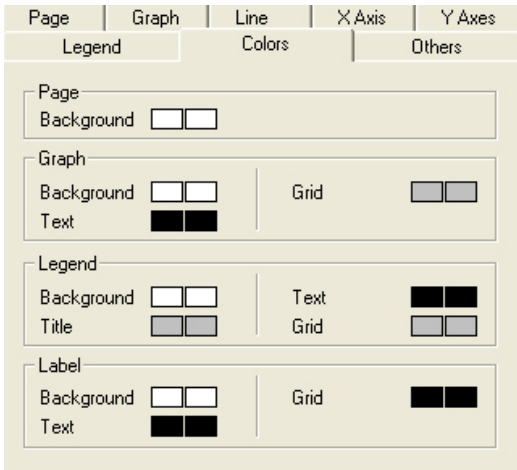 Page Graph Line X Axis Y Axes
Legend Colors Others
Page
Background
Graph
Background Grid
Text
Legend
Background Text
Title Grid
Label
Background Grid
Text